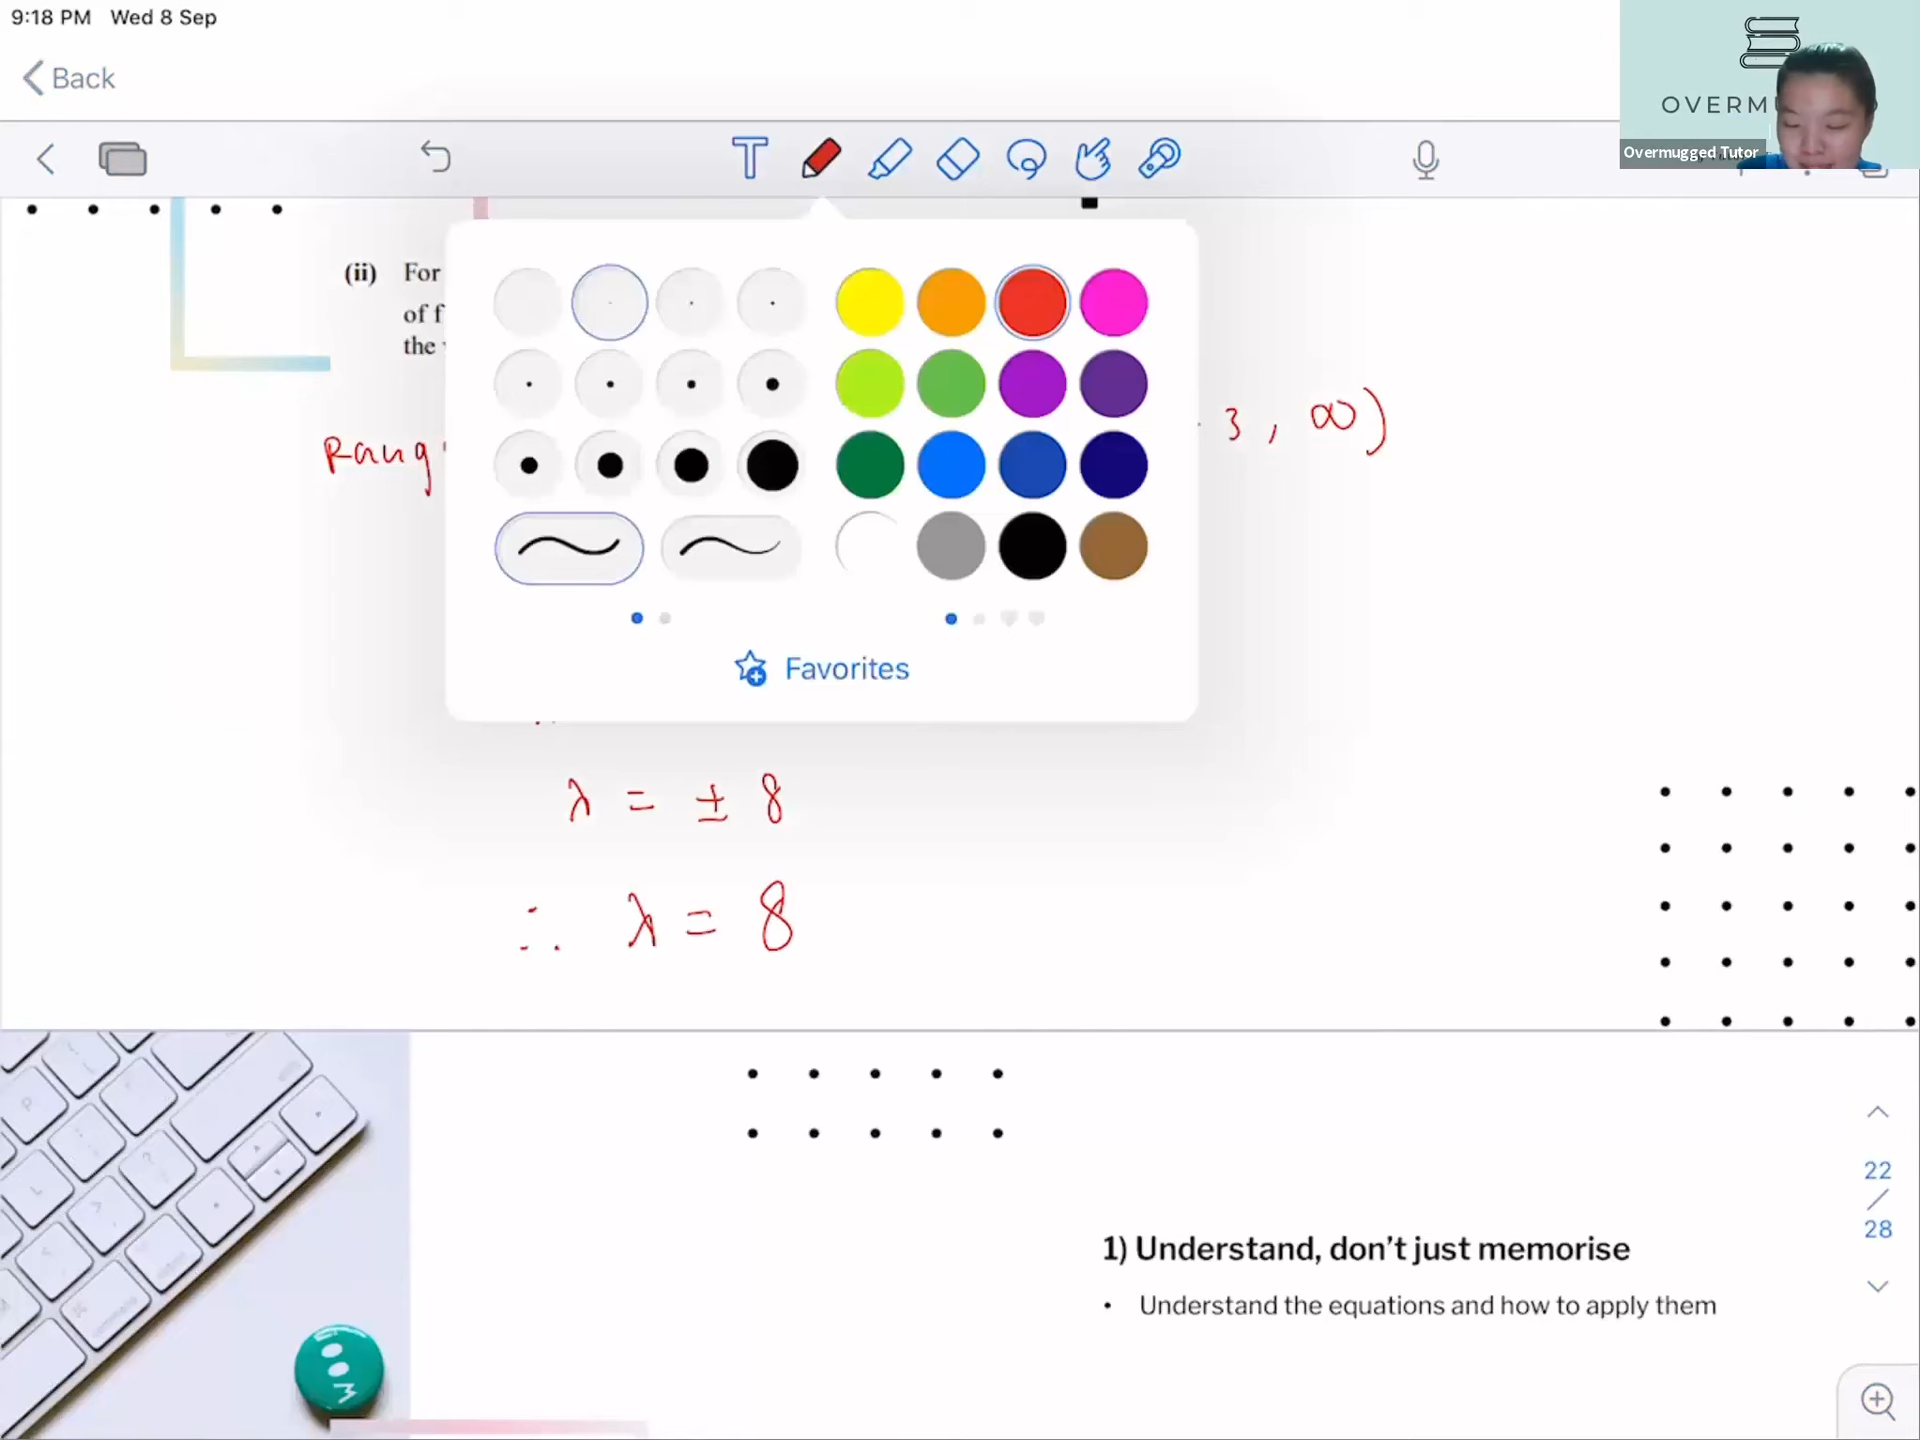 9:18 PM Wed 8 Sep
Back
OVERM
Overmugged Tutor
(ii) For
of f
the
Rang
3 , ∞)
Favorites
λ = ± 8
∴ λ = 8
22
/
28
1) Understand, don't just memorise
• Understand the equations and how to apply them